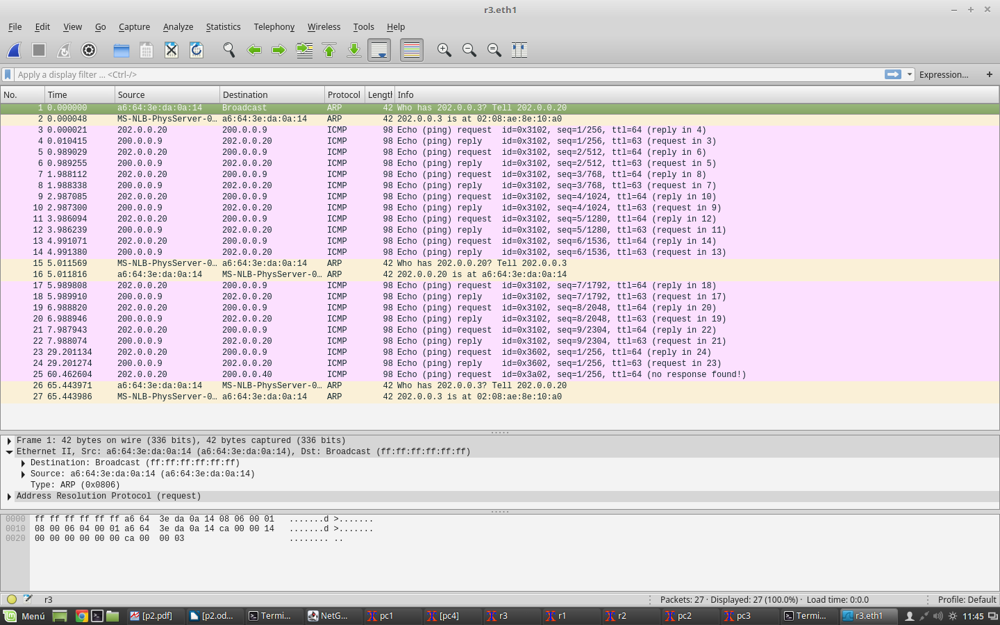 r3.eth1
File Edit View Go Capture Analyze Statistics Telephony Wireless Tools Help
Apply a display filter ... <Ctrl-/> Expression... +
No. Time Source Destination Protocol Length Info
1 0.000000 a6:64:3e:da:0a:14 Broadcast ARP 42 Who has 202.0.0.3? Tell 202.0.0.20
2 0.000048 MS-NLB-PhysServer-0… a6:64:3e:da:0a:14 ARP 42 202.0.0.3 is at 02:08:ae:8e:10:a0
3 0.000021 202.0.0.20 200.0.0.9 ICMP 98 Echo (ping) request id=0x3102, seq=1/256, ttl=64 (reply in 4)
4 0.010415 200.0.0.9 202.0.0.20 ICMP 98 Echo (ping) reply id=0x3102, seq=1/256, ttl=63 (request in 3)
5 0.989029 202.0.0.20 200.0.0.9 ICMP 98 Echo (ping) request id=0x3102, seq=2/512, ttl=64 (reply in 6)
6 0.989255 200.0.0.9 202.0.0.20 ICMP 98 Echo (ping) reply id=0x3102, seq=2/512, ttl=63 (request in 5)
7 1.988112 202.0.0.20 200.0.0.9 ICMP 98 Echo (ping) request id=0x3102, seq=3/768, ttl=64 (reply in 8)
8 1.988338 200.0.0.9 202.0.0.20 ICMP 98 Echo (ping) reply id=0x3102, seq=3/768, ttl=63 (request in 7)
9 2.987085 202.0.0.20 200.0.0.9 ICMP 98 Echo (ping) request id=0x3102, seq=4/1024, ttl=64 (reply in 10)
10 2.987300 200.0.0.9 202.0.0.20 ICMP 98 Echo (ping) reply id=0x3102, seq=4/1024, ttl=63 (request in 9)
11 3.986094 202.0.0.20 200.0.0.9 ICMP 98 Echo (ping) request id=0x3102, seq=5/1280, ttl=64 (reply in 12)
12 3.986239 200.0.0.9 202.0.0.20 ICMP 98 Echo (ping) reply id=0x3102, seq=5/1280, ttl=63 (request in 11)
13 4.991071 202.0.0.20 200.0.0.9 ICMP 98 Echo (ping) request id=0x3102, seq=6/1536, ttl=64 (reply in 14)
14 4.991380 200.0.0.9 202.0.0.20 ICMP 98 Echo (ping) reply id=0x3102, seq=6/1536, ttl=63 (request in 13)
15 5.011569 MS-NLB-PhysServer-0… a6:64:3e:da:0a:14 ARP 42 Who has 202.0.0.20? Tell 202.0.0.3
16 5.011816 a6:64:3e:da:0a:14 MS-NLB-PhysServer-0… ARP 42 202.0.0.20 is at a6:64:3e:da:0a:14
17 5.989808 202.0.0.20 200.0.0.9 ICMP 98 Echo (ping) request id=0x3102, seq=7/1792, ttl=64 (reply in 18)
18 5.989910 200.0.0.9 202.0.0.20 ICMP 98 Echo (ping) reply id=0x3102, seq=7/1792, ttl=63 (request in 17)
19 6.988820 202.0.0.20 200.0.0.9 ICMP 98 Echo (ping) request id=0x3102, seq=8/2048, ttl=64 (reply in 20)
20 6.988946 200.0.0.9 202.0.0.20 ICMP 98 Echo (ping) reply id=0x3102, seq=8/2048, ttl=63 (request in 19)
21 7.987943 202.0.0.20 200.0.0.9 ICMP 98 Echo (ping) request id=0x3102, seq=9/2304, ttl=64 (reply in 22)
22 7.988074 200.0.0.9 202.0.0.20 ICMP 98 Echo (ping) reply id=0x3102, seq=9/2304, ttl=63 (request in 21)
23 29.201134 202.0.0.20 200.0.0.9 ICMP 98 Echo (ping) request id=0x3602, seq=1/256, ttl=64 (reply in 24)
24 29.201274 200.0.0.9 202.0.0.20 ICMP 98 Echo (ping) reply id=0x3602, seq=1/256, ttl=63 (request in 23)
25 60.462604 202.0.0.20 200.0.0.40 ICMP 98 Echo (ping) request id=0x3a02, seq=1/256, ttl=64 (no response found!)
26 65.443971 a6:64:3e:da:0a:14 MS-NLB-PhysServer-0… ARP 42 Who has 202.0.0.3? Tell 202.0.0.20
27 65.443986 MS-NLB-PhysServer-0… a6:64:3e:da:0a:14 ARP 42 202.0.0.3 is at 02:08:ae:8e:10:a0
Frame 1: 42 bytes on wire (336 bits), 42 bytes captured (336 bits)
Ethernet II, Src: a6:64:3e:da:0a:14 (a6:64:3e:da:0a:14), Dst: Broadcast (ff:ff:ff:ff:ff:ff)
Destination: Broadcast (ff:ff:ff:ff:ff:ff)
Source: a6:64:3e:da:0a:14 (a6:64:3e:da:0a:14)
Type: ARP (0x0806)
Address Resolution Protocol (request)
0000 ff ff ff ff ff ff a6 64 3e da 0a 14 08 06 00 01 .......d >.......
0010 08 00 06 04 00 01 a6 64 3e da 0a 14 ca 00 00 14 .......d >.......
0020 00 00 00 00 00 00 ca 00 00 03 ........ ..
r3 Packets: 27 · Displayed: 27 (100.0%) · Load time: 0:0.0 Profile: Default
Menú [p2.pdf] [p2.od... Termi... NetG... pc1 [pc4] r3 r1 r2 pc2 pc3 Termi... r3.eth1 11:45